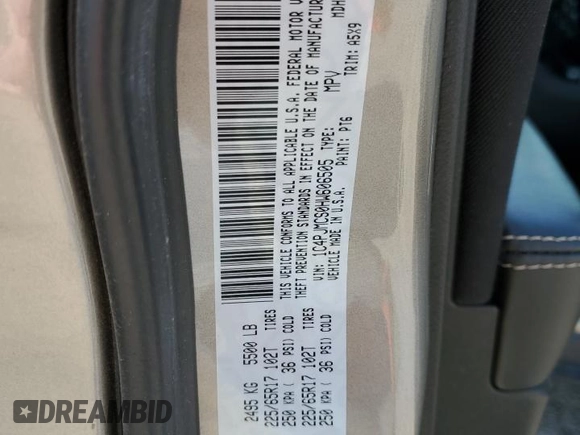 2495 KG 5500 LB
225/65R17 102T TIRES
250 KPA ( 36 PSI) COLD
225/65R17 102T TIRES
250 KPA ( 36 PSI) COLD
THIS VEHICLE CONFORMS TO ALL APPLICABLE U.S.A. FEDERAL MOTOR
THEFT PREVENTION STANDARDS IN EFFECT ON THE DATE OF MANUFACTUR
VIN: 1C4PJMCS0HW606505 TYPE: MPV MDH
VEHICLE MADE IN U.S.A. PAINT: PTG TRIM: A5X9
DREAMBID